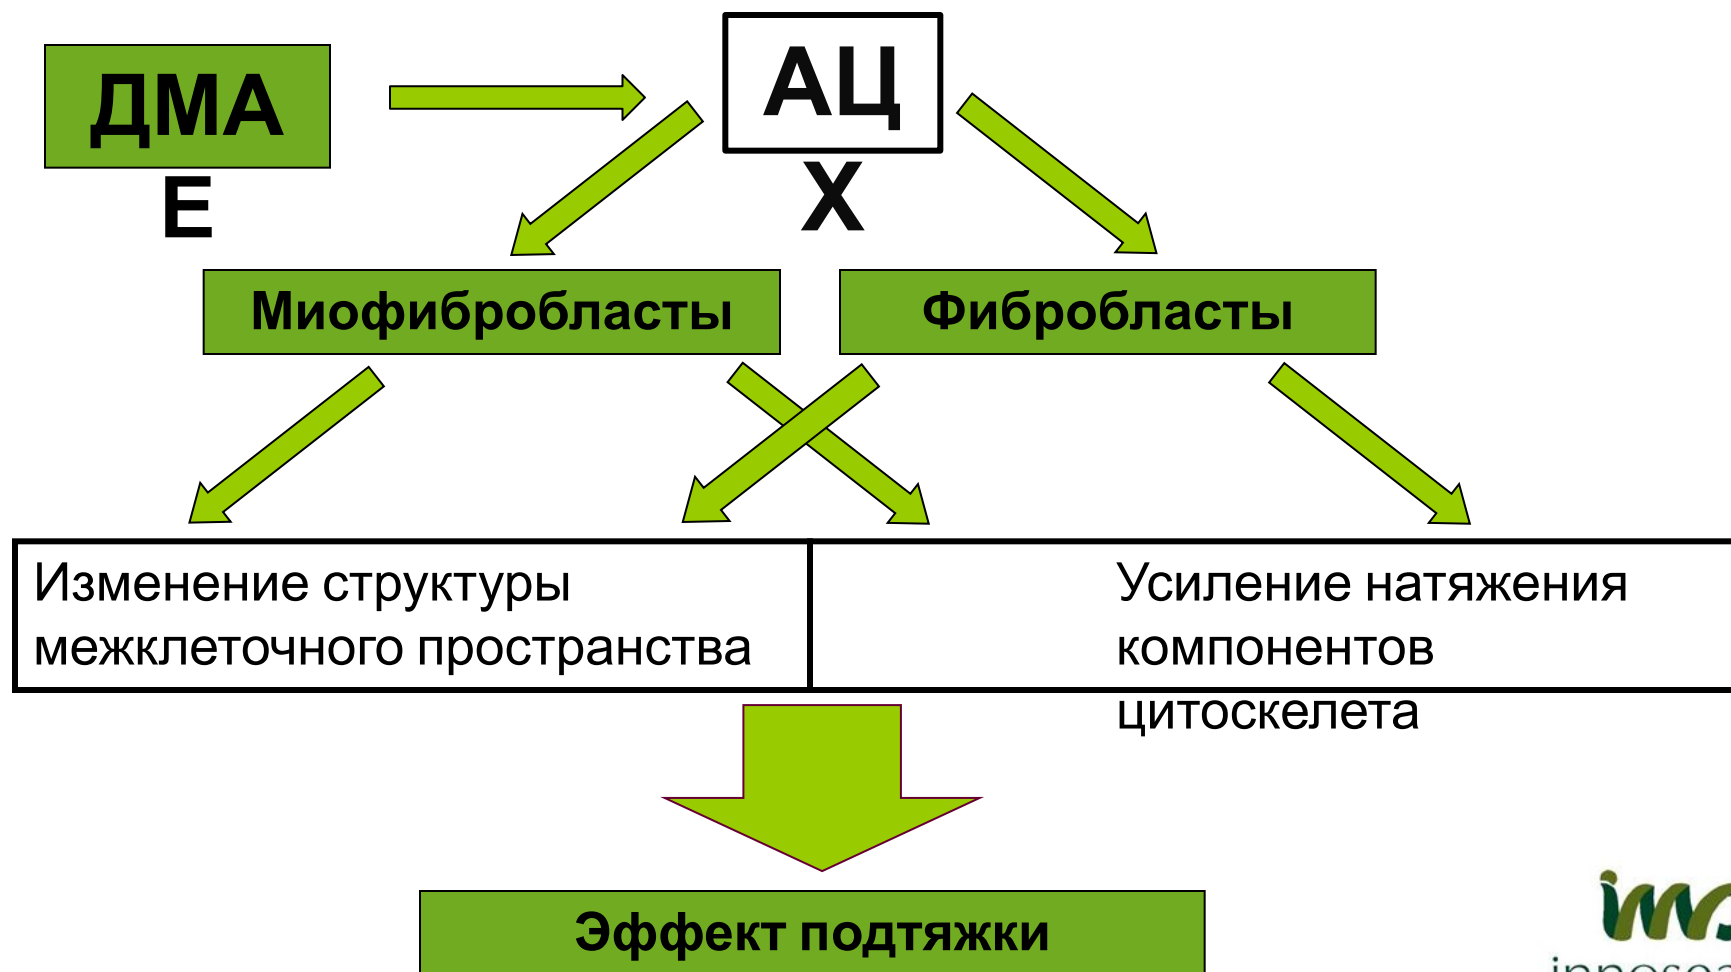 ДМА
Е
АЦ
Х
Миофибробласты
Фибробласты
Изменение структуры
межклеточного пространства
Усиление натяжения
компонентов
цитоскелета
Эффект подтяжки